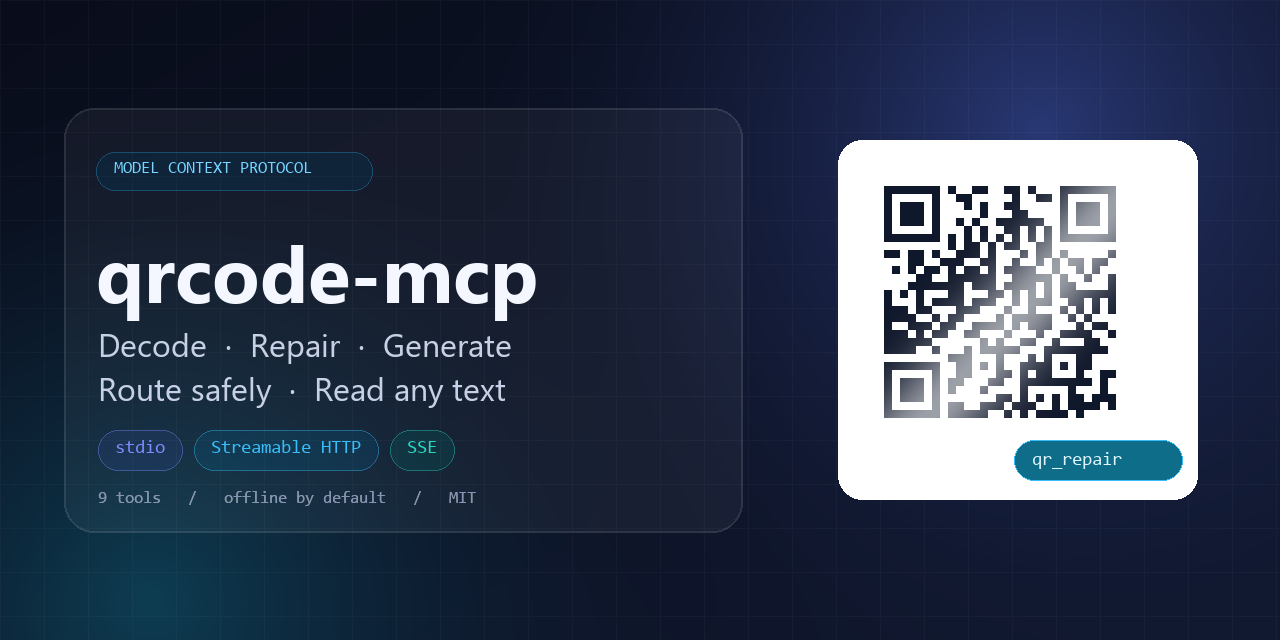 MODEL CONTEXT PROTOCOL
qrcode-mcp
Decode · Repair · Generate
Route safely · Read any text
stdio Streamable HTTP SSE
9 tools / offline by default / MIT
qr_repair